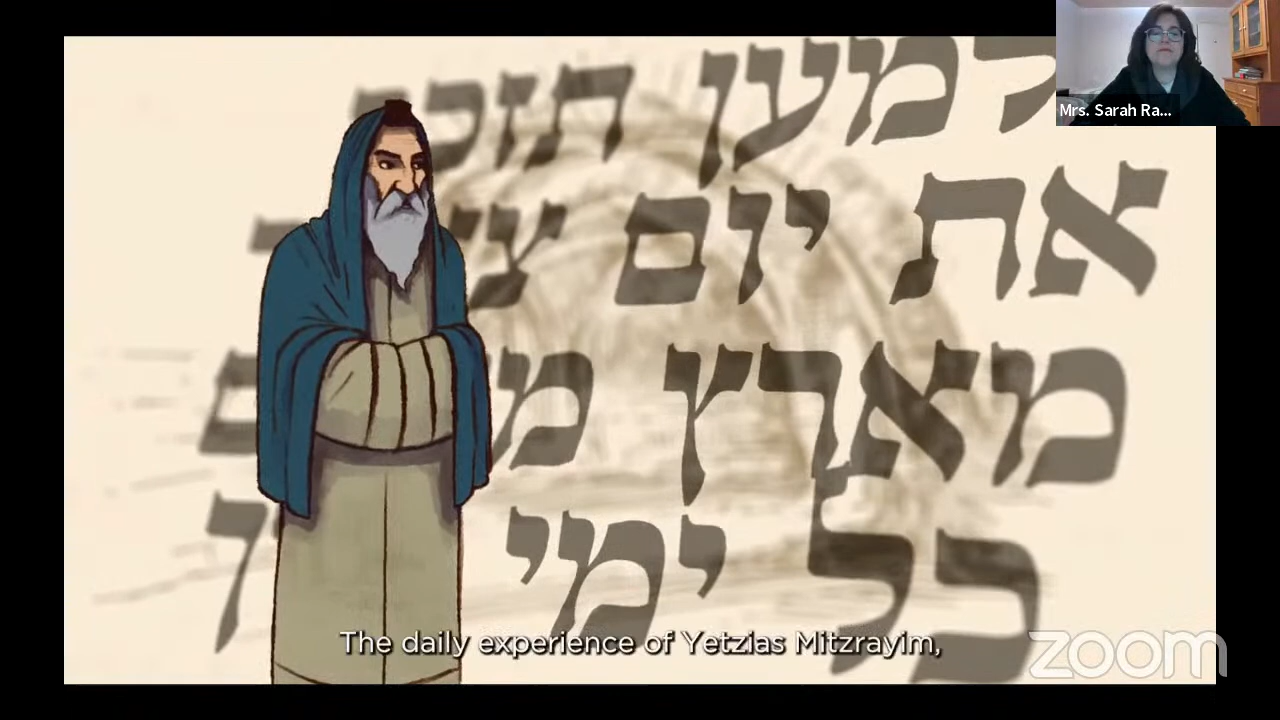 Mrs. Sarah Ra...
למען תזכר
את יום
מארץ
כל ימי
The daily experience of Yetzias Mitzrayim,
zoom